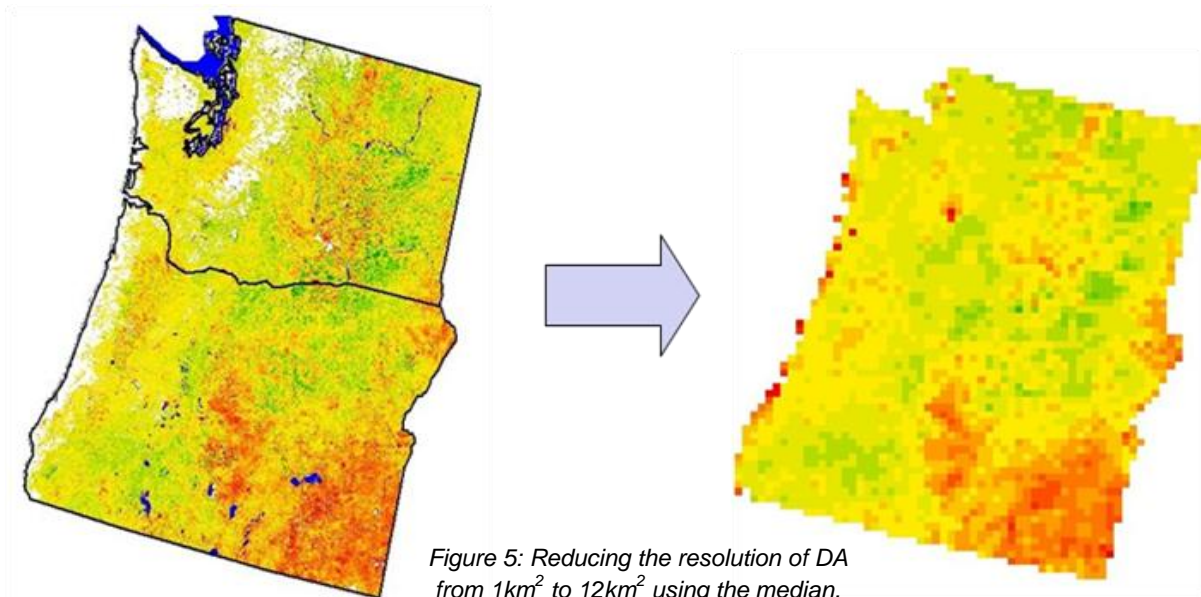 Figure 5: Reducing the resolution of DA
from 1km² to 12km² using the median.